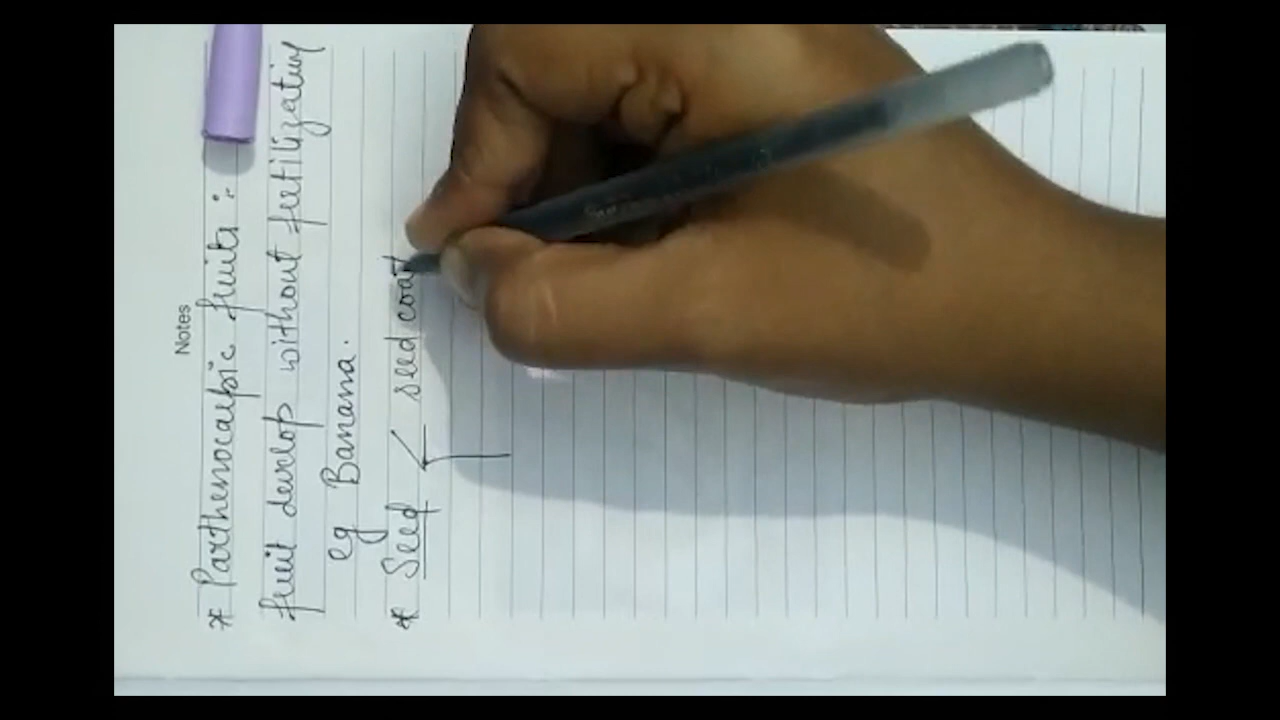 Notes
* Parthenocarpic fruits :-
fruit develop without fertilization
eg Banana.
* Seed seed coat